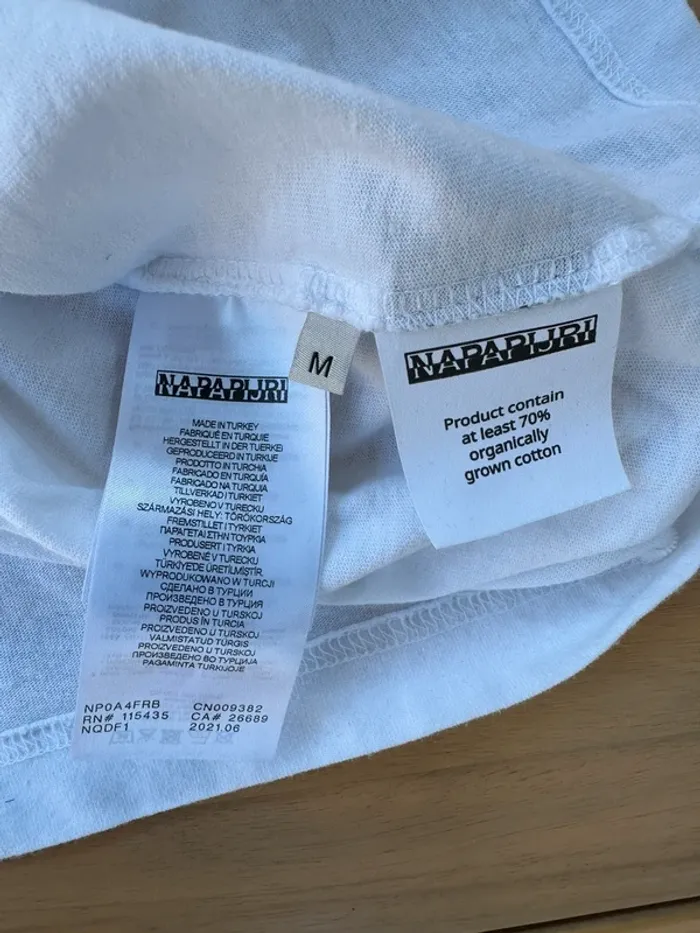 NAPAPIJRI
MADE IN TURKEY
FABRIQUÉ EN TURQUIE
HERGESTELLT IN DER TUERKEI
GEPRODUCEERD IN TURKIJE
PRODOTTO IN TURCHIA
FABRICADO EN TURQUÍA
FABRICADO NA TURQUIA
TILLVERKAD I TURKIET
VYROBENO V TURECKU
SZÁRMAZÁSI HELY: TÖRÖKORSZÁG
FREMSTILLET I TYRKIET
ΠΑΡΑΓΕΤΑΙ ΣΤΗΝ ΤΟΥΡΚΙΑ
PRODUSERT I TYRKIA
VYROBENÉ V TURECKU
TÜRKİYEDE ÜRETİLMİŞTİR.
WYPRODUKOWANO W TURCJI
СДЕЛАНО В ТУРЦИИ
ПРОИЗВЕДЕНО В ТУРЦИЯ
PROIZVEDENO U TURSKOJ
PRODUS ÎN TURCIA
PROIZVEDENO U TURSKOJ
VALMISTATUD TÜRGIS
PROIZVEDENO U TURSKOJ
ПРОИЗВЕДЕНО ВО ТУРЦИЈА
PAGAMINTA TURKIJOJE
NP0A4FRB CN009382
RN# 115435 CA# 26689
NQDF1 2021.06
M
NAPAPIJRI
Product contain
at least 70%
organically
grown cotton